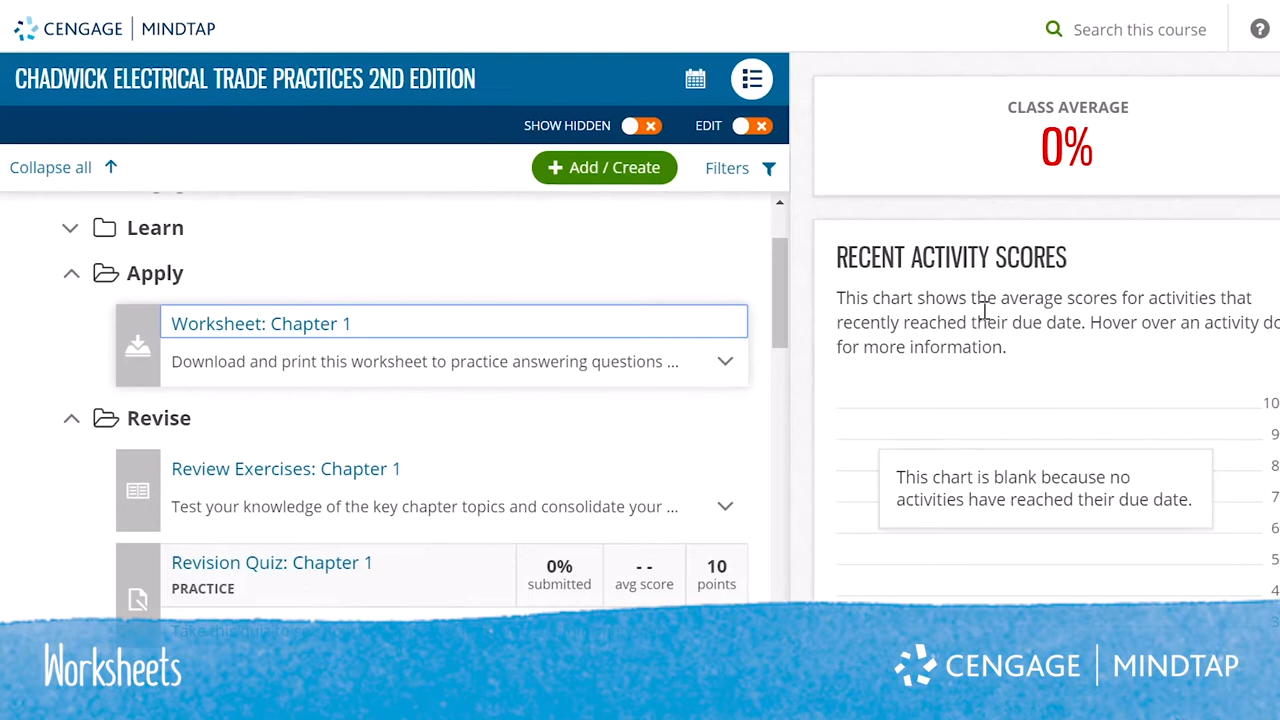 CENGAGE | MINDTAP
Search this course
CHADWICK ELECTRICAL TRADE PRACTICES 2ND EDITION
SHOW HIDDEN
EDIT
Collapse all
+ Add / Create
Filters
Learn
Apply
Worksheet: Chapter 1
Download and print this worksheet to practice answering questions ...
Revise
Review Exercises: Chapter 1
Test your knowledge of the key chapter topics and consolidate your ...
Revision Quiz: Chapter 1
PRACTICE
0%
submitted
- -
avg score
10
points
CLASS AVERAGE
0%
RECENT ACTIVITY SCORES
This chart shows the average scores for activities that
recently reached their due date. Hover over an activity do
for more information.
10
9
8
7
6
5
4
3
This chart is blank because no
activities have reached their due date.
Worksheets
CENGAGE | MINDTAP